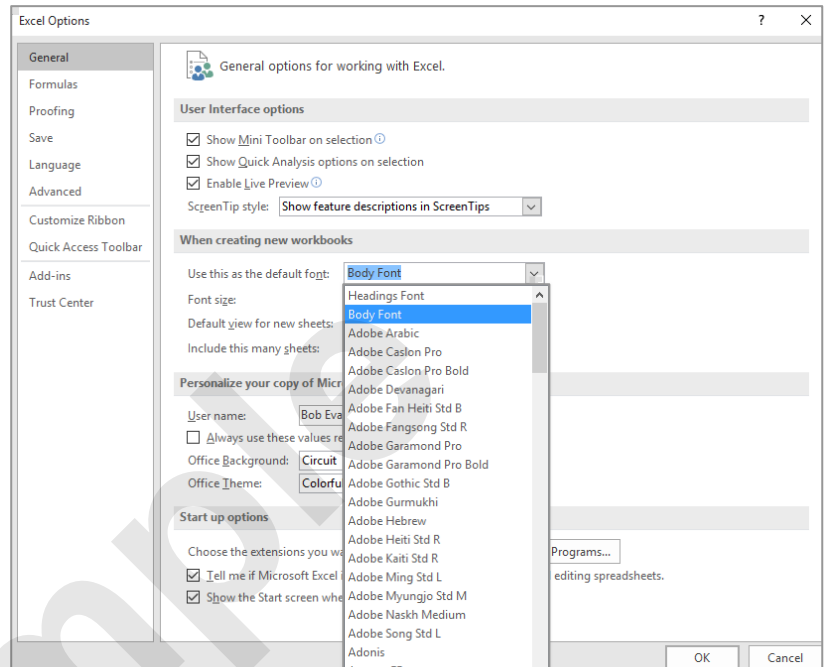 Excel Options ? ×
General
Formulas
Proofing
Save
Language
Advanced
Customize Ribbon
Quick Access Toolbar
Add-ins
Trust Center
General options for working with Excel.
User Interface options
Show Mini Toolbar on selection
Show Quick Analysis options on selection
Enable Live Preview
ScreenTip style: Show feature descriptions in ScreenTips
When creating new workbooks
Use this as the default font: Body Font
Font size:
Default view for new sheets:
Include this many sheets:
Headings Font
Body Font
Adobe Arabic
Adobe Caslon Pro
Adobe Caslon Pro Bold
Adobe Devanagari
Adobe Fan Heiti Std B
Adobe Fangsong Std R
Adobe Garamond Pro
Adobe Garamond Pro Bold
Adobe Gothic Std B
Adobe Gurmukhi
Adobe Hebrew
Adobe Heiti Std R
Adobe Kaiti Std R
Adobe Ming Std L
Adobe Myungjo Std M
Adobe Naskh Medium
Adobe Song Std L
Adonis
Personalize your copy of Micr
User name: Bob Eva
Always use these values re
Office Background: Circuit
Office Theme: Colorfu
Start up options
Choose the extensions you wa Programs...
Tell me if Microsoft Excel i editing spreadsheets.
Show the Start screen whe
OK Cancel
mple